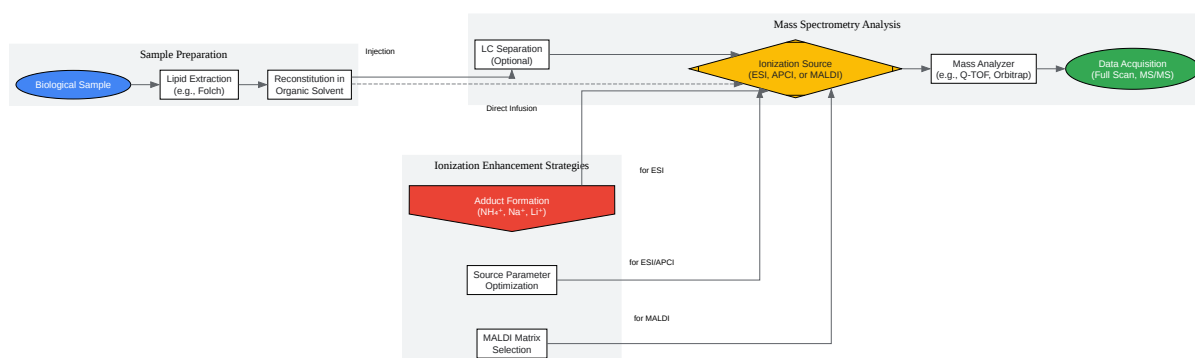 Mass Spectrometry Analysis
Sample Preparation
Injection
LC Separation
(Optional)
Ionization Source
(ESI, APCI, or MALDI)
Mass Analyzer
(e.g., Q-TOF, Orbitrap)
Data Acquisition
(Full Scan, MS/MS)
Biological Sample
Lipid Extraction
(e.g., Folch)
Reconstitution in
Organic Solvent
Direct Infusion
Ionization Enhancement Strategies
for ESI
Adduct Formation
(NH₄⁺, Na⁺, Li⁺)
for ESI/APCI
Source Parameter
Optimization
for MALDI
MALDI Matrix
Selection